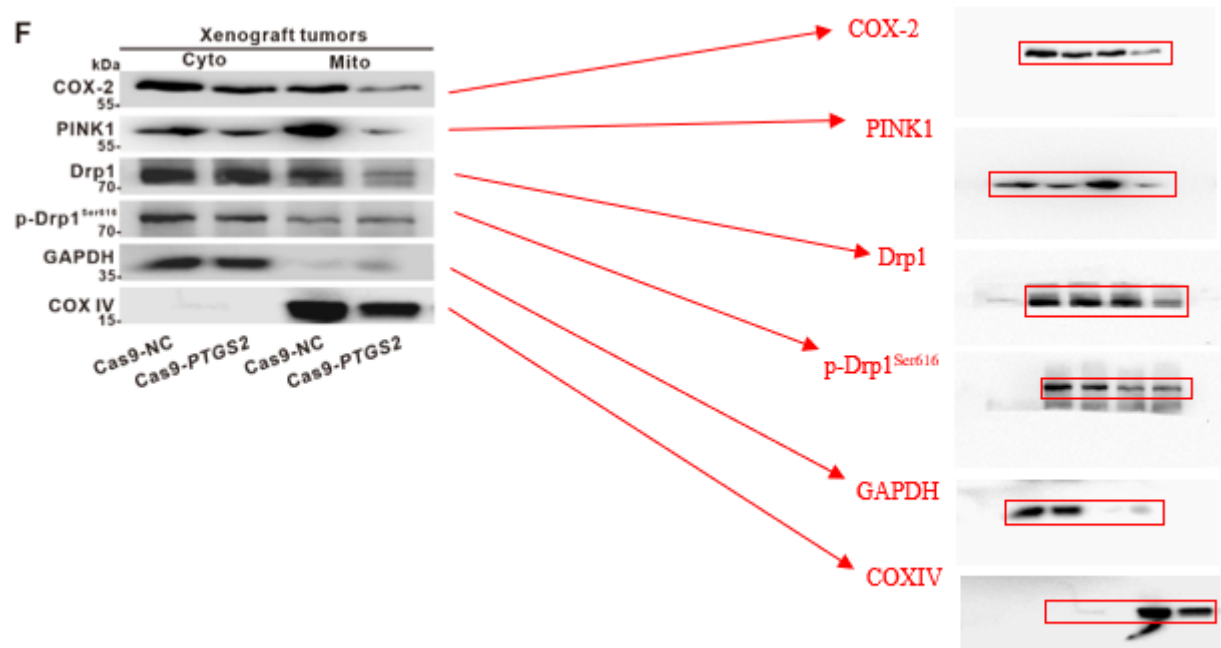 F
Xenograft tumors
kDa
Cyto
Mito
COX-2
55-
PINK1
55-
Drp1
70-
p-Drp1Ser616
70-
GAPDH
35-
COX IV
15-
Cas9-NC
Cas9-PTGS2
Cas9-NC
Cas9-PTGS2
COX-2
PINK1
Drp1
p-Drp1Ser616
GAPDH
COXIV